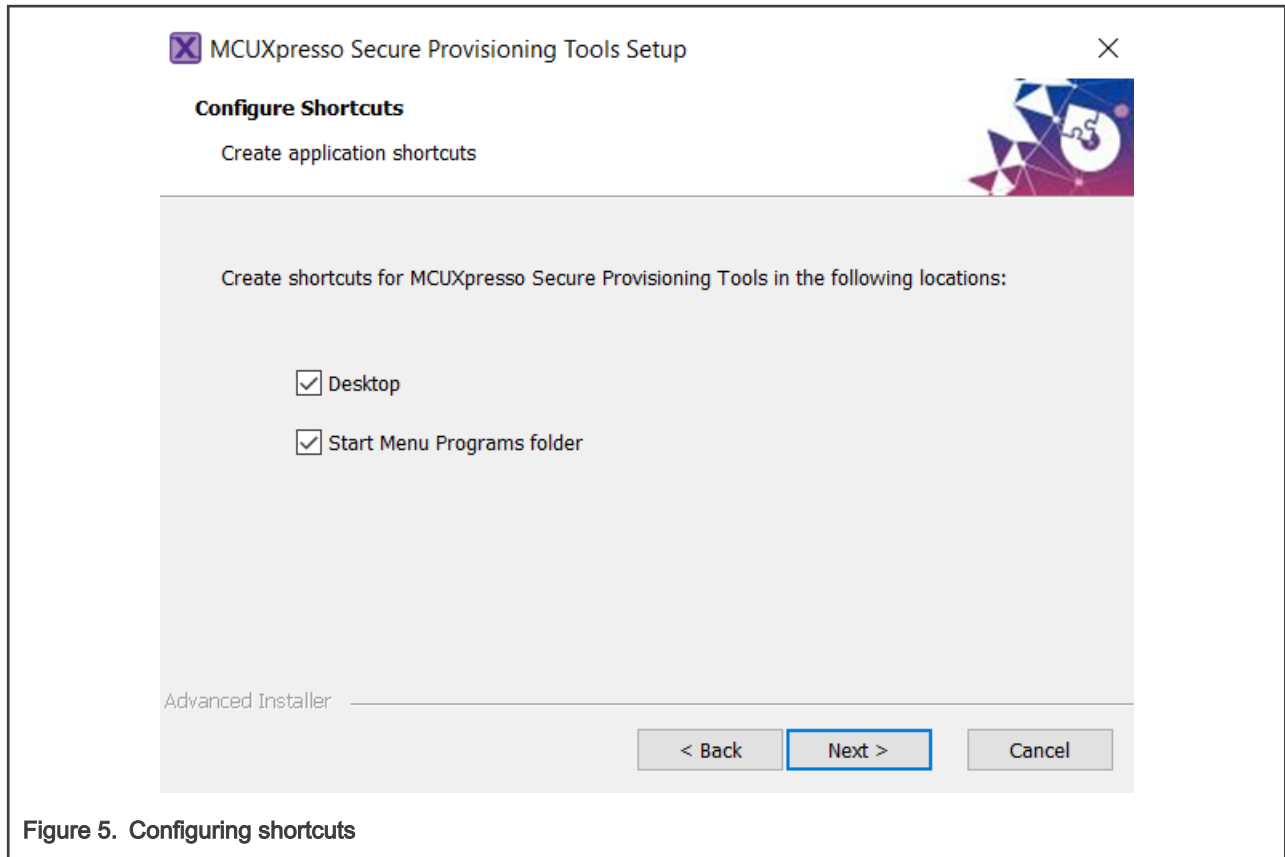 MCUXpresso Secure Provisioning Tools Setup
Configure Shortcuts
Create application shortcuts
Create shortcuts for MCUXpresso Secure Provisioning Tools in the following locations:
Desktop
Start Menu Programs folder
Advanced Installer
< Back Next > Cancel
Figure 5. Configuring shortcuts